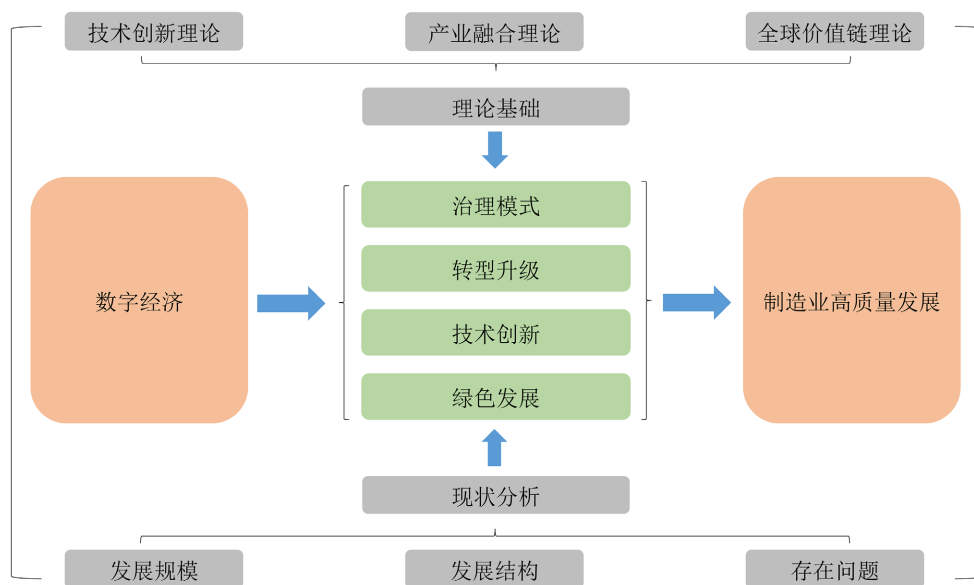 技术创新理论
产业融合理论
全球价值链理论
理论基础
治理模式
转型升级
数字经济
制造业高质量发展
技术创新
绿色发展
现状分析
发展规模
发展结构
存在问题